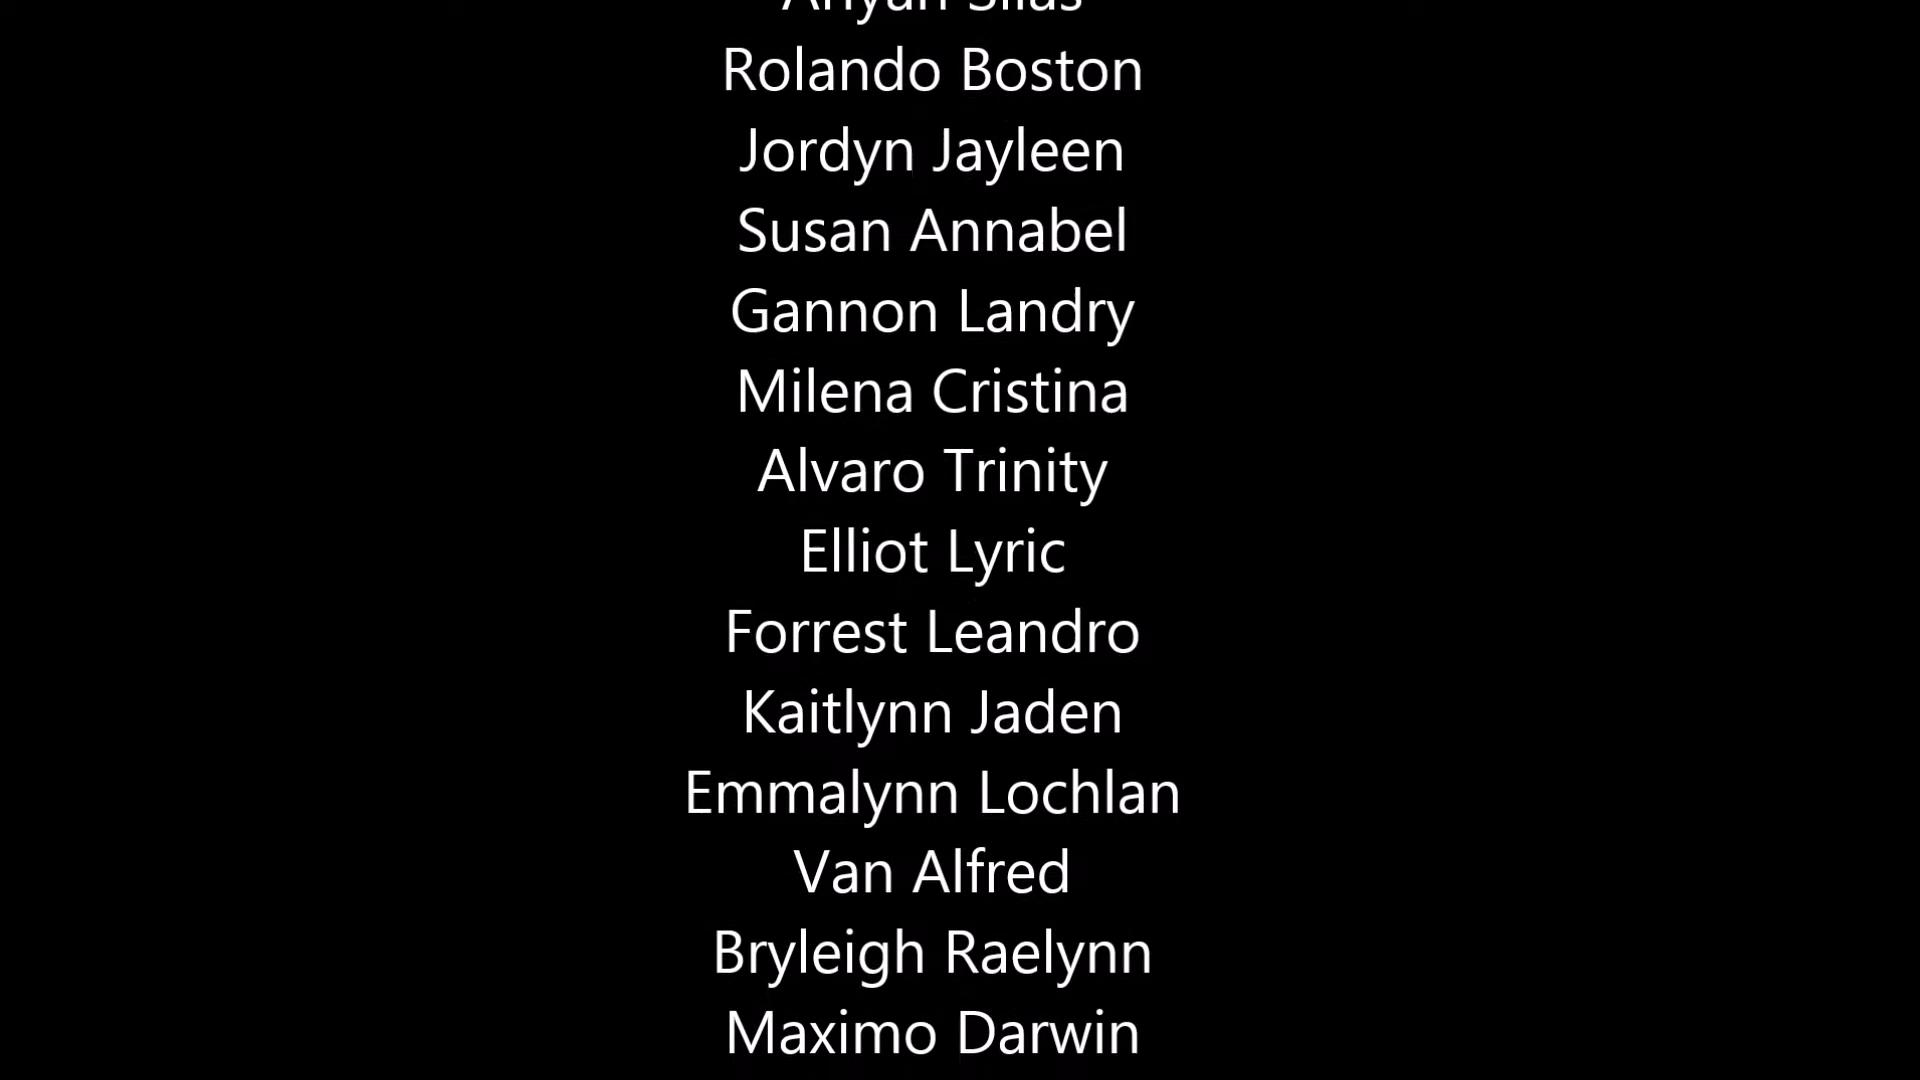 Rolando Boston
Jordyn Jayleen
Susan Annabel
Gannon Landry
Milena Cristina
Alvaro Trinity
Elliot Lyric
Forrest Leandro
Kaitlynn Jaden
Emmalynn Lochlan
Van Alfred
Bryleigh Raelynn
Maximo Darwin